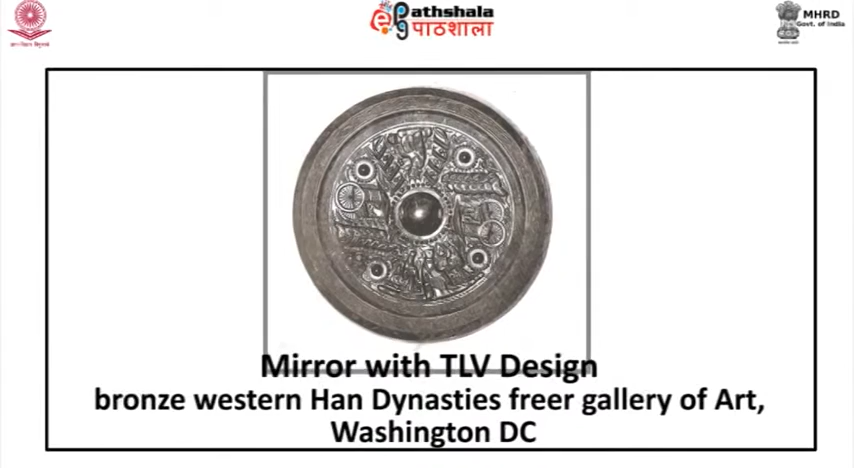 epathshala
पाठशाला
MHRD
Govt. of India
Mirror with TLV Design
bronze western Han Dynasties freer gallery of Art,
Washington DC